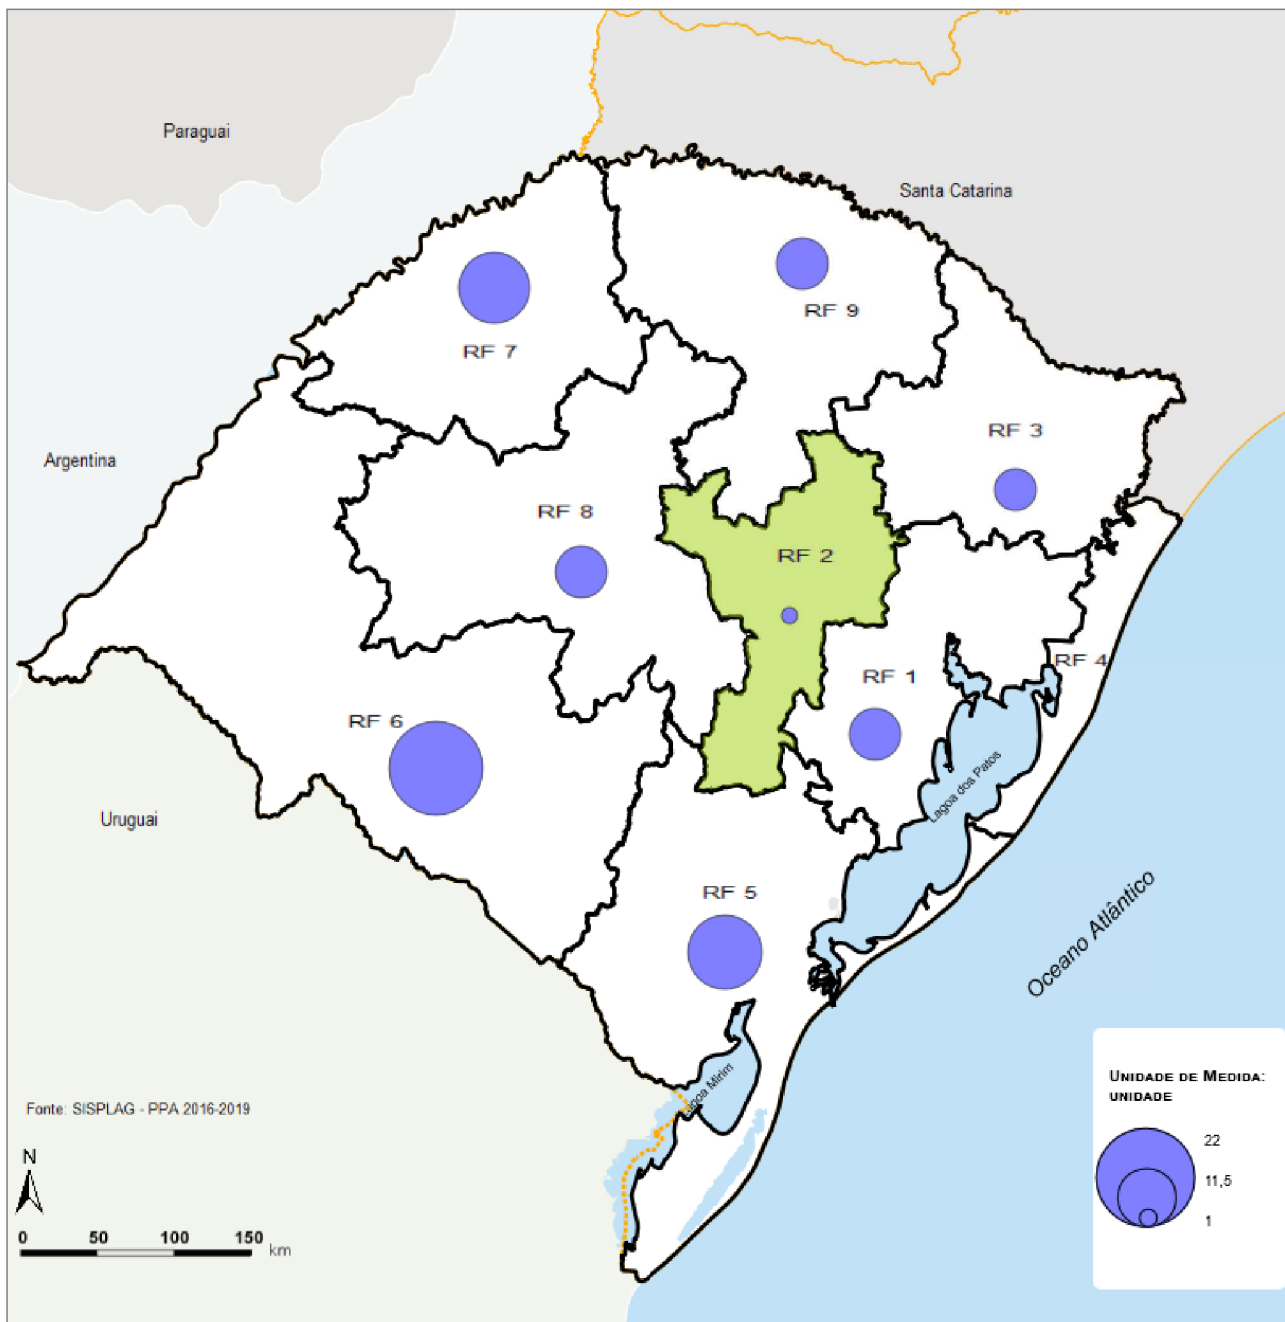 Paraguai
Santa Catarina
RF 9
RF 7
RF 3
Argentina
RF 8
RF 2
RF 4
RF 1
RF 6
Lagoa dos Patos
Uruguai
RF 5
Oceano Atlântico
Lagoa Mirim
UNIDADE DE MEDIDA:
UNIDADE
22
11,5
1
Fonte: SISPLAG - PPA 2016-2019
N
0 50 100 150
km